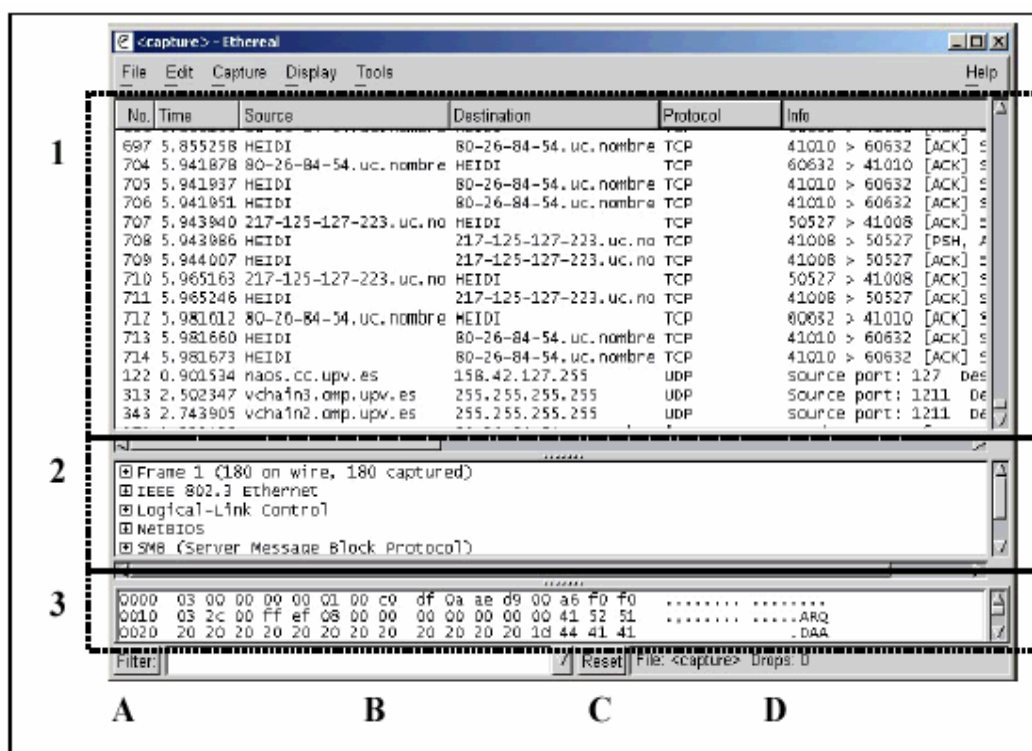 <capture> - Ethereal
File Edit Capture Display Tools Help
1
No. Time Source Destination Protocol Info
697 5.855258 HEIDI 80-26-84-54.uc.nombre TCP 41010 > 60632 [ACK] S
704 5.941878 80-26-84-54.uc.nombre HEIDI TCP 60632 > 41010 [ACK] S
705 5.941937 HEIDI 80-26-84-54.uc.nombre TCP 41010 > 60632 [ACK] S
706 5.941951 HEIDI 80-26-84-54.uc.nombre TCP 41010 > 60632 [ACK] S
707 5.943940 217-125-127-223.uc.no HEIDI TCP 50527 > 41008 [ACK] S
708 5.943986 HEIDI 217-125-127-223.uc.no TCP 41008 > 50527 [PSH, A
709 5.944007 HEIDI 217-125-127-223.uc.no TCP 41008 > 50527 [ACK] S
710 5.965163 217-125-127-223.uc.no HEIDI TCP 50527 > 41008 [ACK] S
711 5.965246 HEIDI 217-125-127-223.uc.no TCP 41008 > 50527 [ACK] S
712 5.981612 80-26-84-54.uc.nombre HEIDI TCP 60632 > 41010 [ACK] S
713 5.981660 HEIDI 80-26-84-54.uc.nombre TCP 41010 > 60632 [ACK] S
714 5.981673 HEIDI 80-26-84-54.uc.nombre TCP 41010 > 60632 [ACK] S
122 0.901534 naos.cc.upv.es 158.42.127.255 UDP Source port: 127 Des
313 2.502347 vchain3.omp.upv.es 255.255.255.255 UDP Source port: 1211 De
343 2.743905 vchain2.omp.upv.es 255.255.255.255 UDP Source port: 1211 De
2
Frame 1 (180 on wire, 180 captured)
IEEE 802.3 Ethernet
Logical-Link Control
NetBIOS
SMB (Server Message Block Protocol)
3
0000 03 00 00 00 00 01 00 c0 df 0a ae d9 00 a6 f0 f0 ........ ........
0010 03 2c 00 ff ef 08 00 00 00 00 00 00 00 41 52 51 .,...... .....ARQ
0020 20 20 20 20 20 20 20 20 20 20 20 20 1d 44 41 41 .DAA
Filter: Reset File: <capture> Drops: 0
A B C D